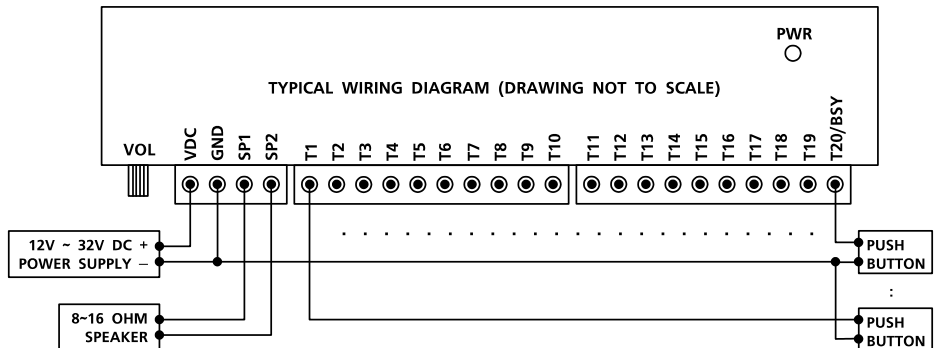 PWR
TYPICAL WIRING DIAGRAM (DRAWING NOT TO SCALE)
VOL
VDC
GND
SP1
SP2
T1
T2
T3
T4
T5
T6
T7
T8
T9
T10
T11
T12
T13
T14
T15
T16
T17
T18
T19
T20/BSY
12V ~ 32V DC +
POWER SUPPLY −
PUSH
BUTTON
:
8~16 OHM
SPEAKER
PUSH
BUTTON